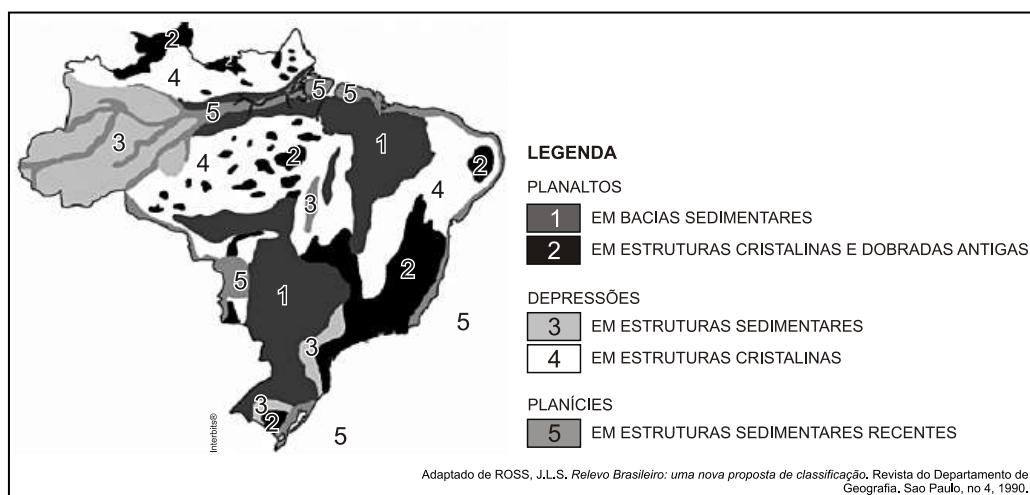 2
2
4
5
5
5
3
1
4
2
2
4
3
2
5
1
5
3
3
2
5
Interbits®
LEGENDA
PLANALTOS
1 EM BACIAS SEDIMENTARES
2 EM ESTRUTURAS CRISTALINAS E DOBRADAS ANTIGAS
DEPRESSÕES
3 EM ESTRUTURAS SEDIMENTARES
4 EM ESTRUTURAS CRISTALINAS
PLANÍCIES
5 EM ESTRUTURAS SEDIMENTARES RECENTES
Adaptado de ROSS, J.L.S. Relevo Brasileiro: uma nova proposta de classificação. Revista do Departamento de
Geografia. Sao Paulo, no 4, 1990.